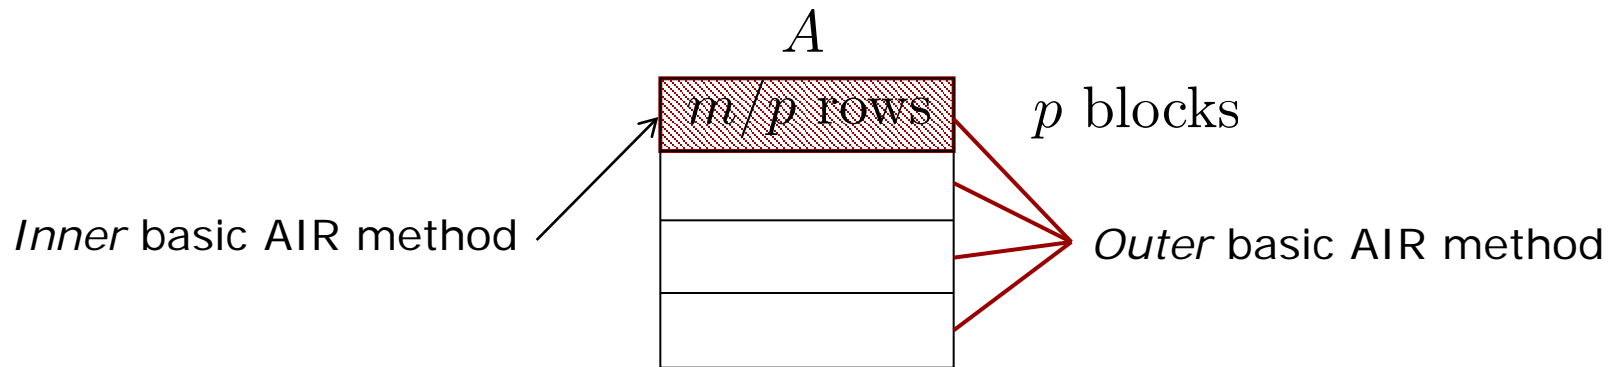 A
m/p rows
p blocks
Inner basic AIR method
Outer basic AIR method